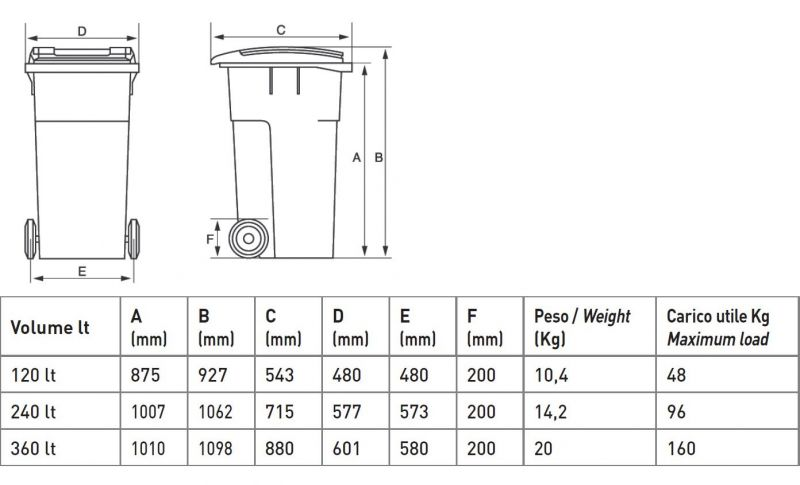 D
C
A
B
F
E
Volume lt A (mm) B (mm) C (mm) D (mm) E (mm) F (mm) Peso / Weight (Kg) Carico utile Kg Maximum load
120 lt 875 927 543 480 480 200 10,4 48
240 lt 1007 1062 715 577 573 200 14,2 96
360 lt 1010 1098 880 601 580 200 20 160